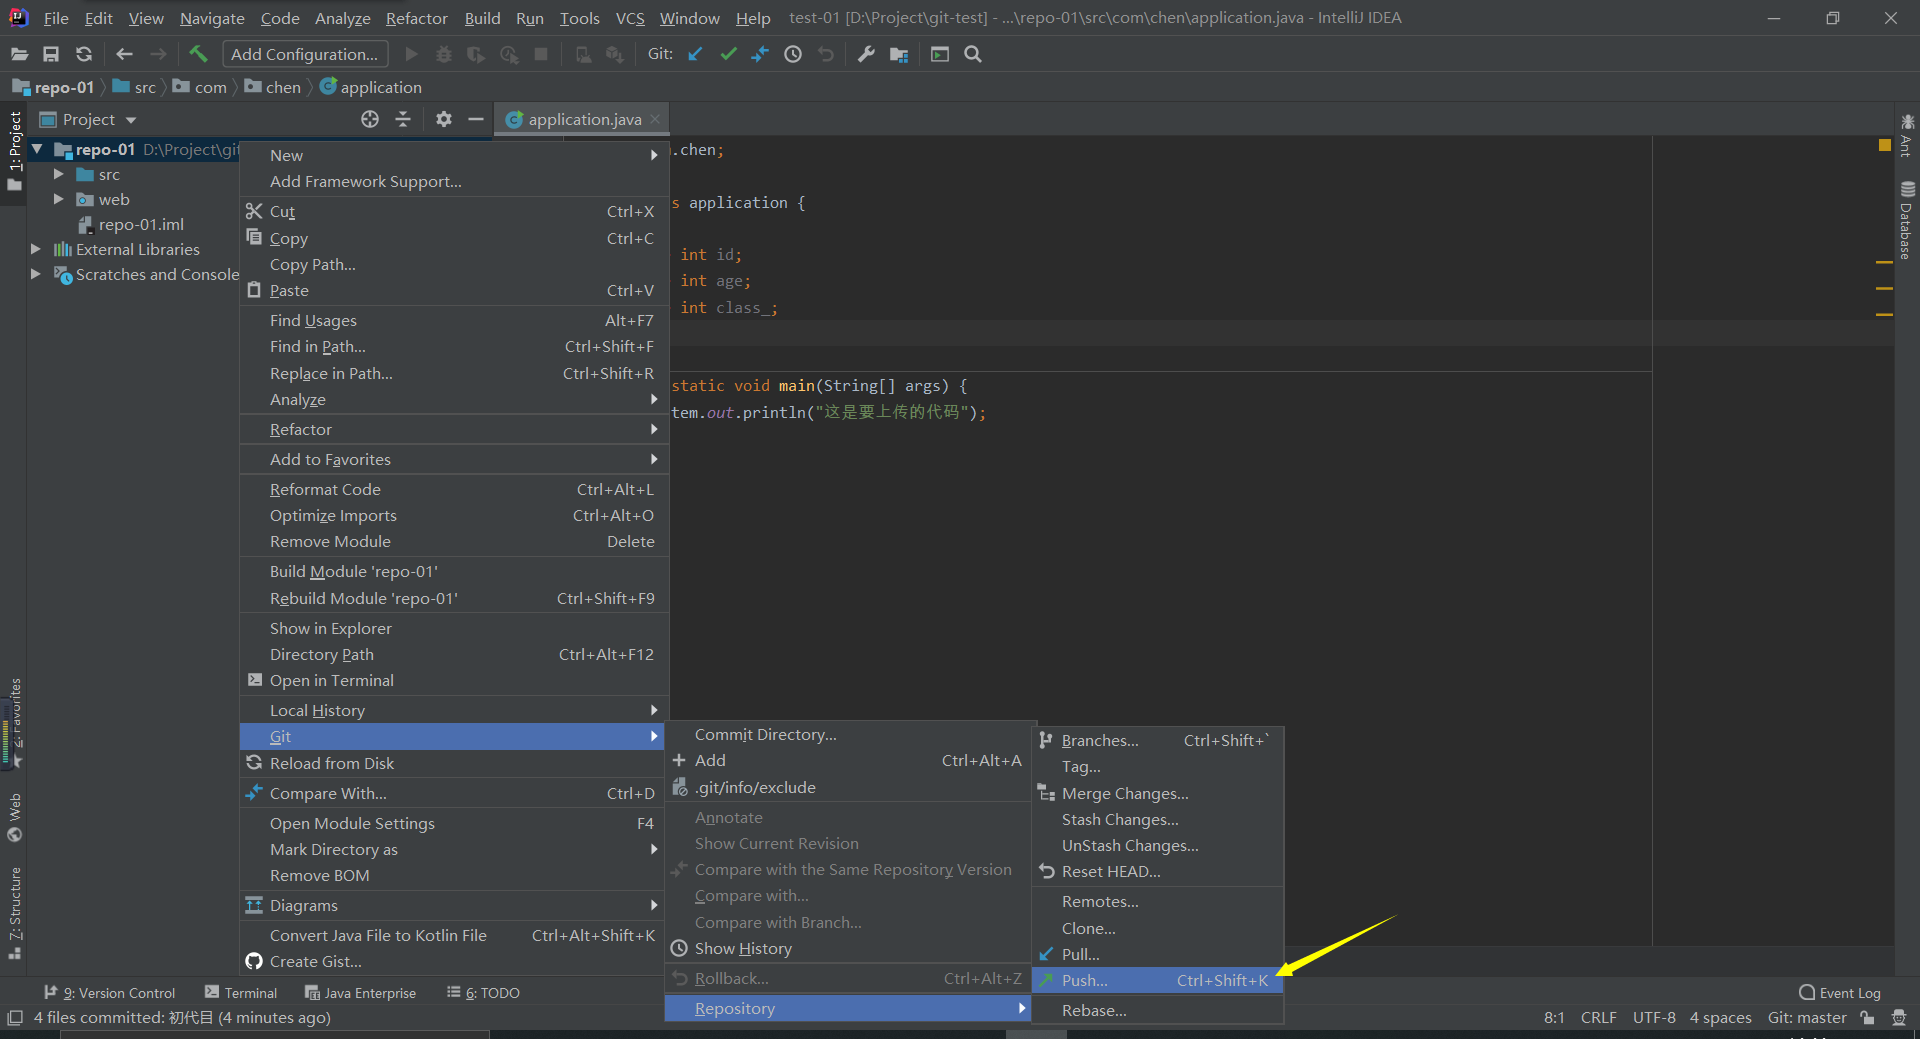 File Edit View Navigate Code Analyze Refactor Build Run Tools VCS Window Help test-01 [D:\Project\git-test] - ...\repo-01\src\com\chen\application.java - IntelliJ IDEA
Add Configuration... Git:
repo-01 src com chen application
Project
application.java
1: Project
repo-01 D:\Project\git
src
web
repo-01.iml
External Libraries
Scratches and Console
New
Add Framework Support...
Cut Ctrl+X
Copy Ctrl+C
Copy Path...
Paste Ctrl+V
Find Usages Alt+F7
Find in Path... Ctrl+Shift+F
Replace in Path... Ctrl+Shift+R
Analyze
Refactor
Add to Favorites
Reformat Code Ctrl+Alt+L
Optimize Imports Ctrl+Alt+O
Remove Module Delete
Build Module 'repo-01'
Rebuild Module 'repo-01' Ctrl+Shift+F9
Show in Explorer
Directory Path Ctrl+Alt+F12
Open in Terminal
Local History
Git
Reload from Disk
Compare With... Ctrl+D
Open Module Settings F4
Mark Directory as
Remove BOM
Diagrams
Convert Java File to Kotlin File Ctrl+Alt+Shift+K
Create Gist...
.chen;
s application {
int id;
int age;
int class_;
static void main(String[] args) {
tem.out.println("这是要上传的代码");
Commit Directory...
Add Ctrl+Alt+A
.git/info/exclude
Annotate
Show Current Revision
Compare with the Same Repository Version
Compare with...
Compare with Branch...
Show History
Rollback... Ctrl+Alt+Z
Repository
Branches... Ctrl+Shift+`
Tag...
Merge Changes...
Stash Changes...
UnStash Changes...
Reset HEAD...
Remotes...
Clone...
Pull...
Push... Ctrl+Shift+K
Rebase...
Ant
Database
2: Favorites
Web
7: Structure
9: Version Control Terminal Java Enterprise 6: TODO Event Log
4 files committed: 初代目 (4 minutes ago) 8:1 CRLF UTF-8 4 spaces Git: master